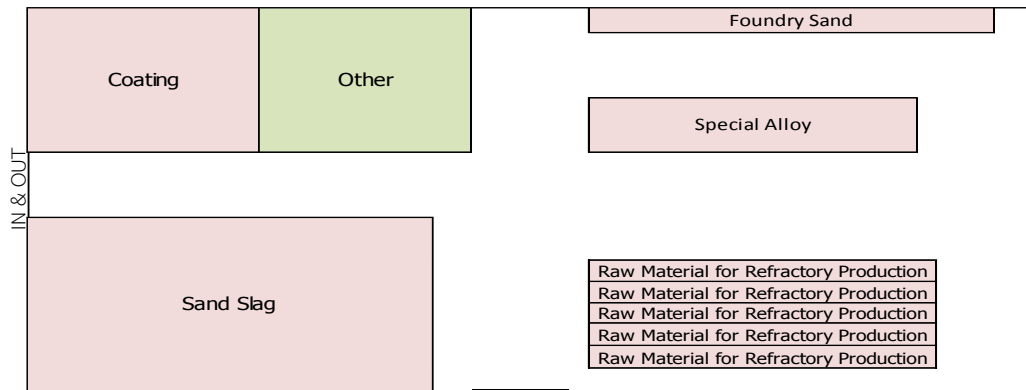 Foundry Sand
Coating
Other
Special Alloy
IN & OUT
Sand Slag
Raw Material for Refractory Production
Raw Material for Refractory Production
Raw Material for Refractory Production
Raw Material for Refractory Production
Raw Material for Refractory Production